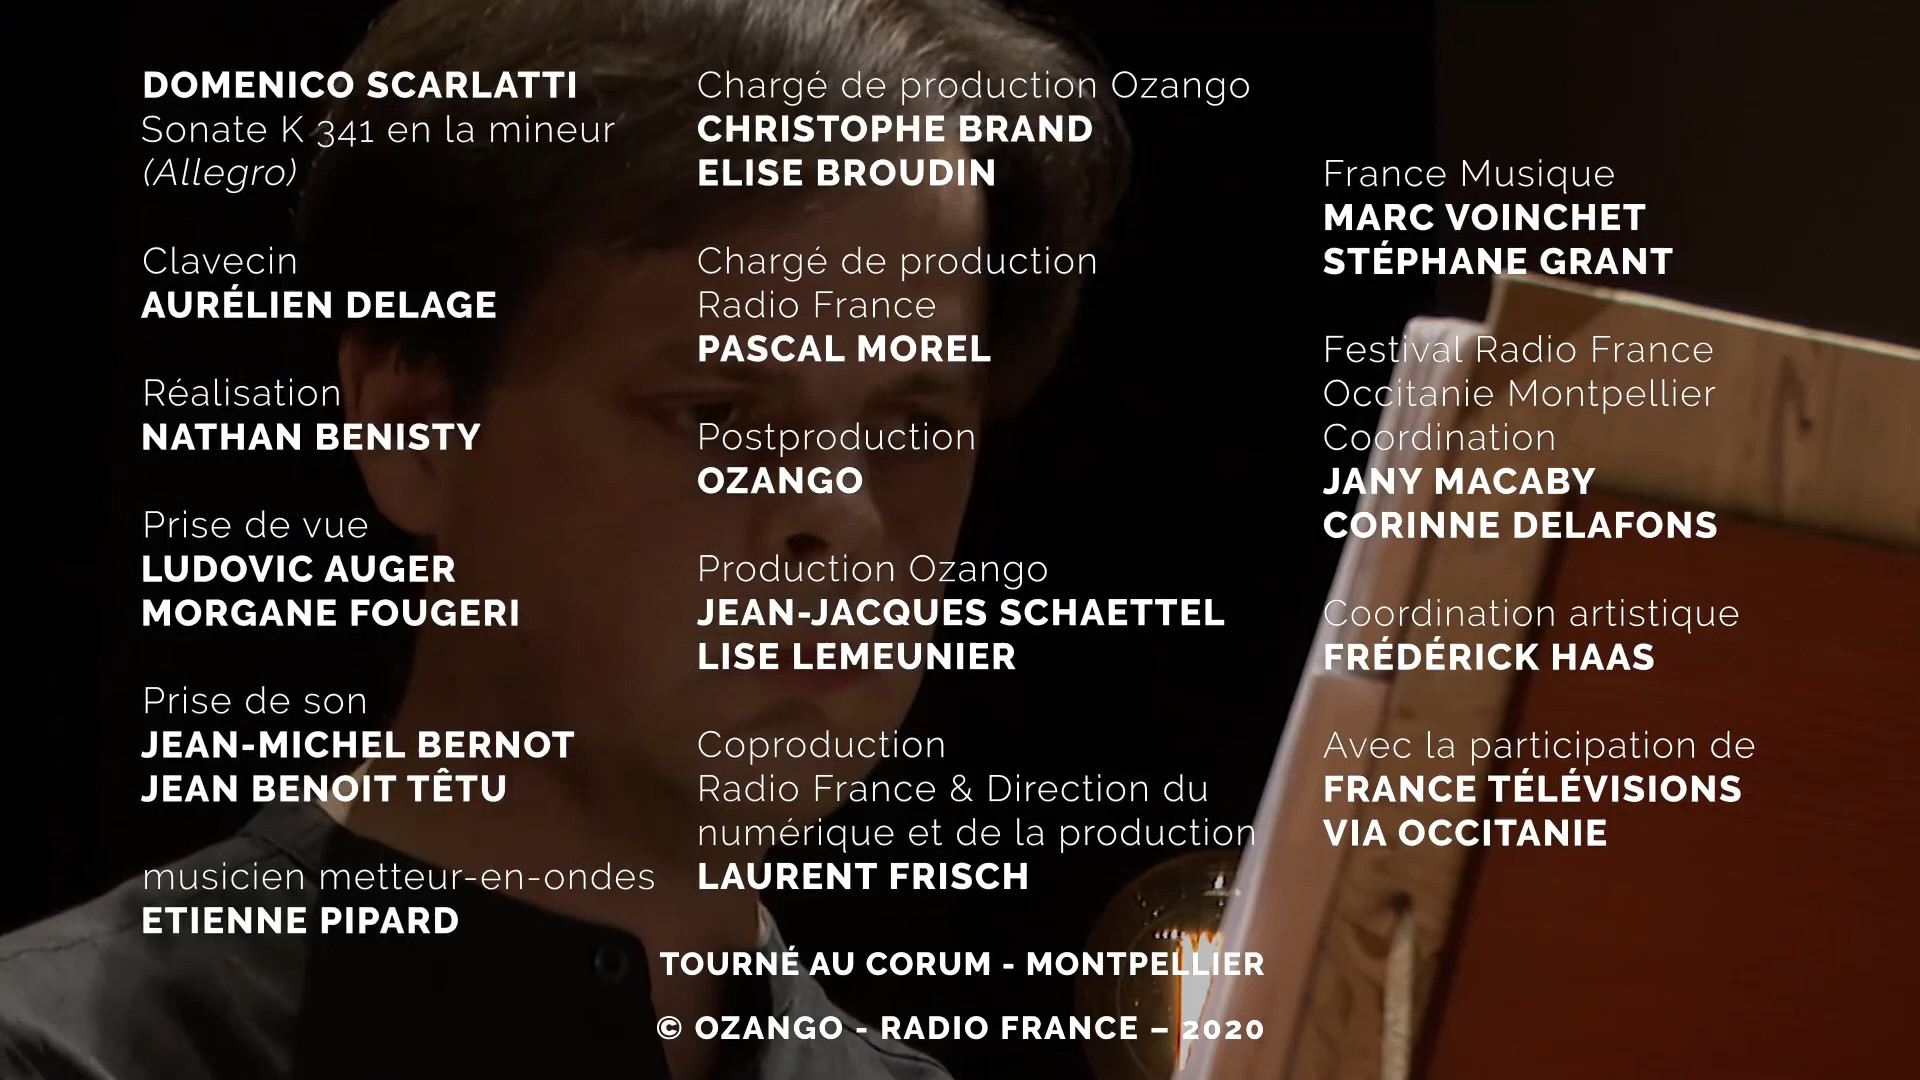 DOMENICO SCARLATTI
Sonate K 341 en la mineur
(Allegro)
Clavecin
AURÉLIEN DELAGE
Réalisation
NATHAN BENISTY
Prise de vue
LUDOVIC AUGER
MORGANE FOUGERI
Prise de son
JEAN-MICHEL BERNOT
JEAN BENOIT TÊTU
musicien metteur-en-ondes
ETIENNE PIPARD
Chargé de production Ozango
CHRISTOPHE BRAND
ELISE BROUDIN
Chargé de production
Radio France
PASCAL MOREL
Postproduction
OZANGO
Production Ozango
JEAN-JACQUES SCHAETTEL
LISE LEMEUNIER
Coproduction
Radio France & Direction du
numérique et de la production
LAURENT FRISCH
France Musique
MARC VOINCHET
STÉPHANE GRANT
Festival Radio France
Occitanie Montpellier
Coordination
JANY MACABY
CORINNE DELAFONS
Coordination artistique
FRÉDÉRICK HAAS
Avec la participation de
FRANCE TÉLÉVISIONS
VIA OCCITANIE
TOURNÉ AU CORUM - MONTPELLIER
© OZANGO - RADIO FRANCE – 2020